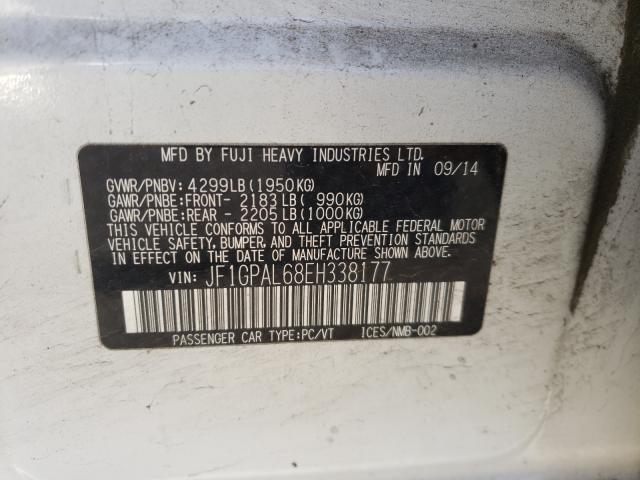 MFD BY FUJI HEAVY INDUSTRIES LTD.
MFD IN 09/14
GVWR/PNBV: 4299LB(1950KG)
GAWR/PNBE:FRONT- 2183LB( 990KG)
GAWR/PNBE:REAR - 2205LB(1000KG)
THIS VEHICLE CONFORMS TO ALL APPLICABLE FEDERAL MOTOR
VEHICLE SAFETY, BUMPER, AND THEFT PREVENTION STANDARDS
IN EFFECT ON THE DATE OF MANUFACTURE SHOWN ABOVE.
VIN: JF1GPAL68EH338177
PASSENGER CAR TYPE:PC/VT ICES/NMB-002